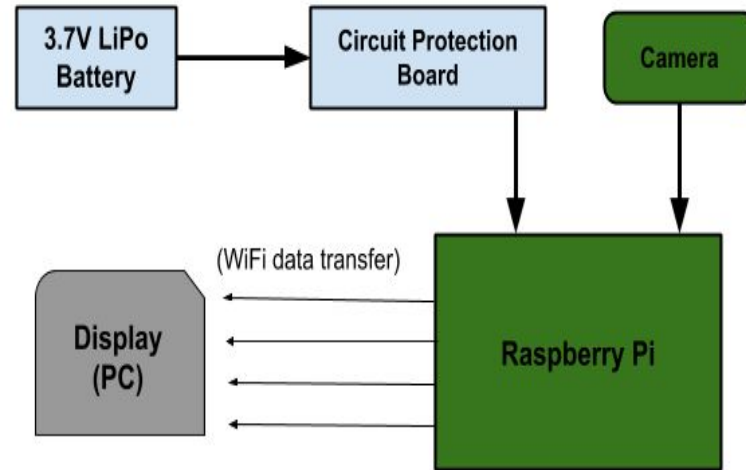 3.7V LiPo
Battery
Circuit Protection
Board
Camera
(WiFi data transfer)
Display
(PC)
Raspberry Pi